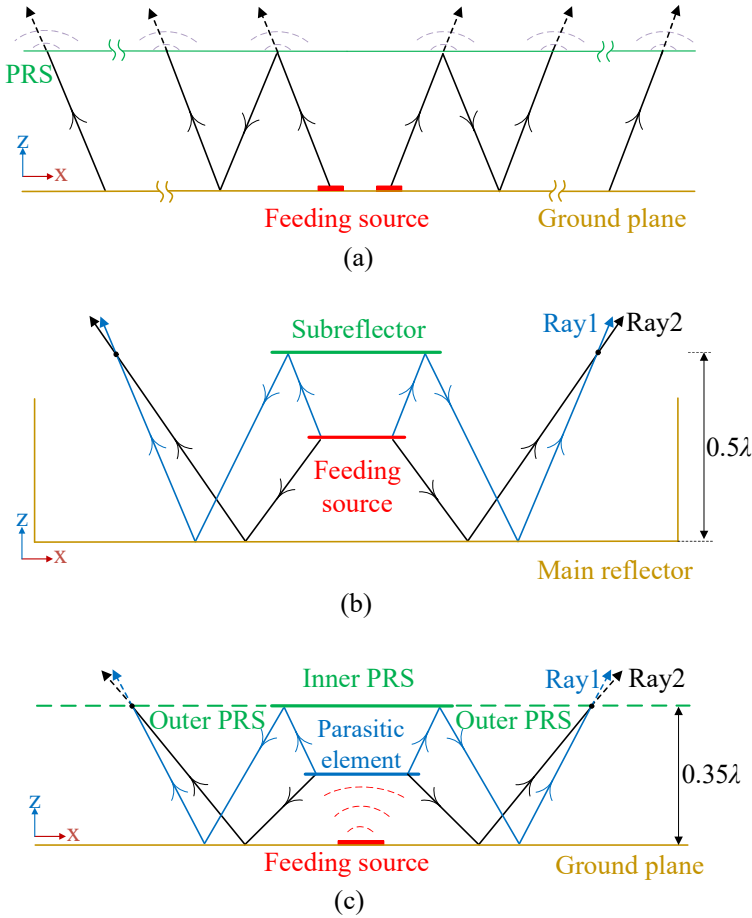 PRS
z
x
Feeding source
Ground plane
(a)
Subreflector
Ray1
Ray2
Feeding
source
0.5λ
z
x
Main reflector
(b)
Inner PRS
Ray1
Ray2
Outer PRS
Outer PRS
Parasitic
element
0.35λ
z
x
Feeding source
Ground plane
(c)